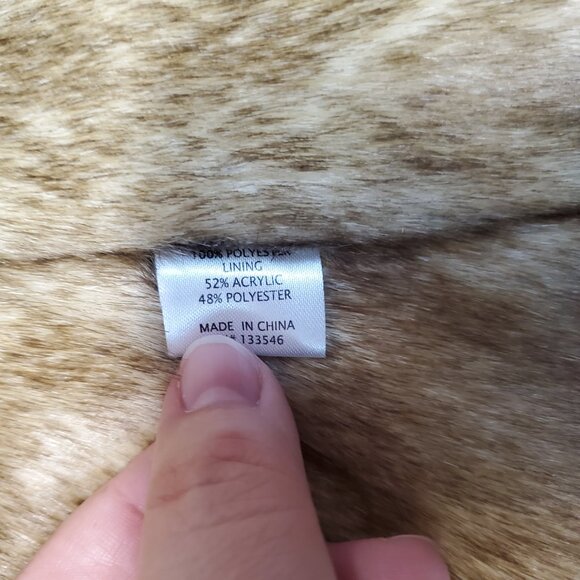 100% POLYESTER
LINING
52% ACRYLIC
48% POLYESTER
MADE IN CHINA
# 133546